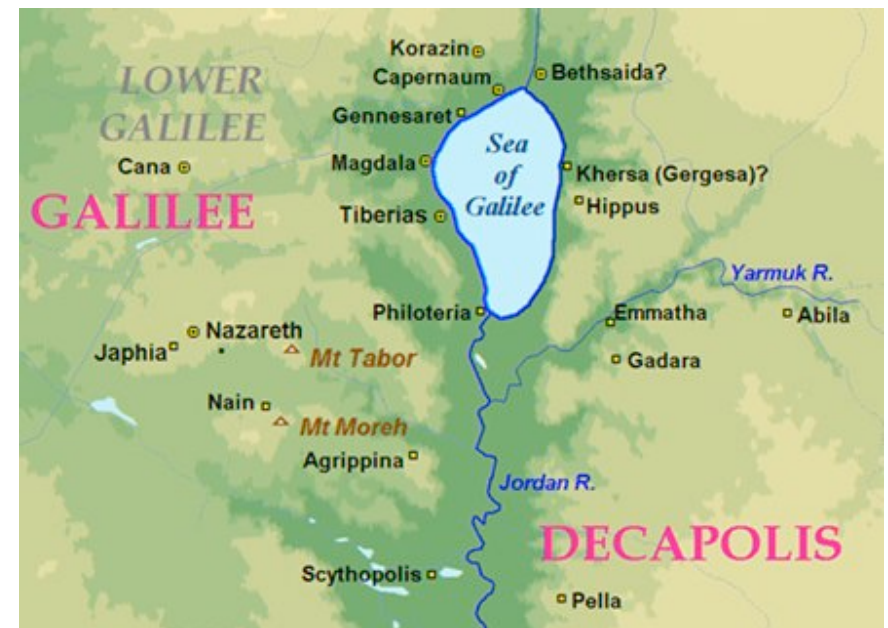 Korazin
Capernaum
Bethsaida?
LOWER
GALILEE
Gennesaret
Sea
of
Galilee
Cana
Magdala
Khersa (Gergesa)?
GALILEE
Tiberias
Hippus
Yarmuk R.
Philoteria
Emmatha
Abila
Nazareth
Japhia
Mt Tabor
Gadara
Nain
Mt Moreh
Agrippina
Jordan R.
DECAPOLIS
Scythopolis
Pella